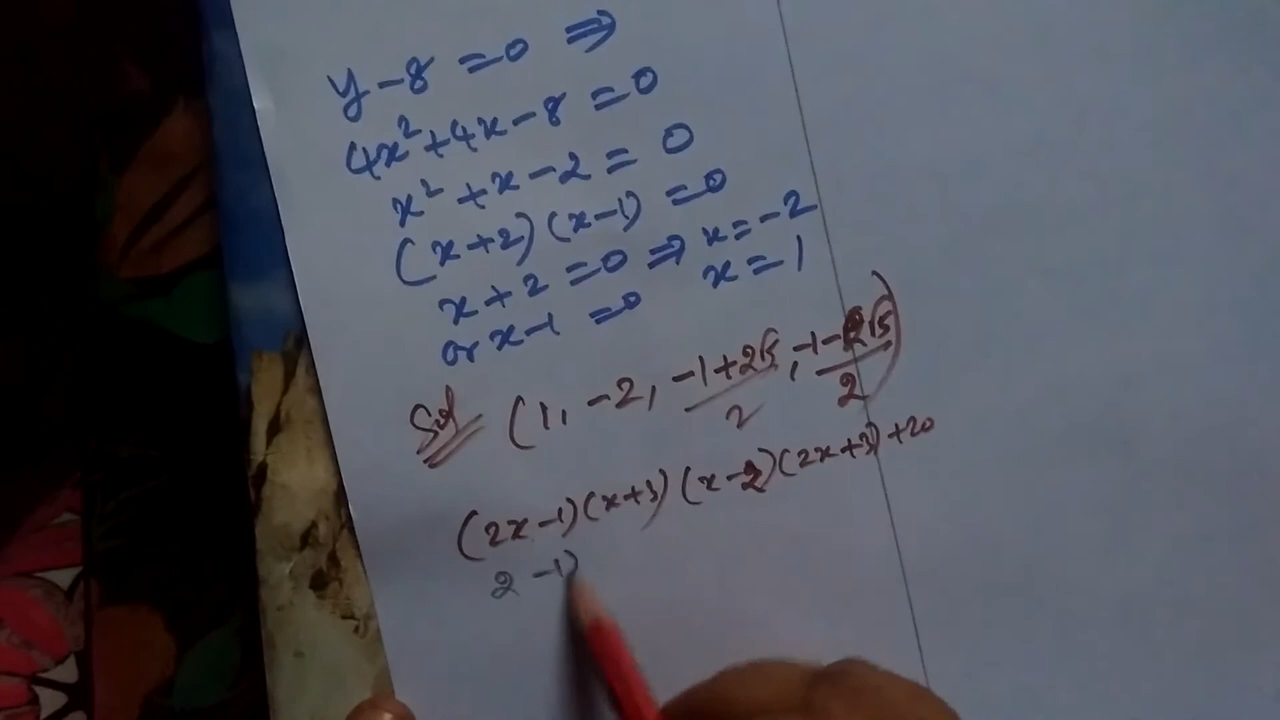 y-8 =0 ⇒
4x²+4x-8 =0
x²+x-2 = 0
(x+2)(x-1) =0
x+2 =0 ⇒ x=-2
or x-1 =0 x=1
Sol (1, -2, (-1+2√5)/2, (-1-2√5)/2)
(2x-1)(x+3)(x-2)(2x+3)+20
2 -1)